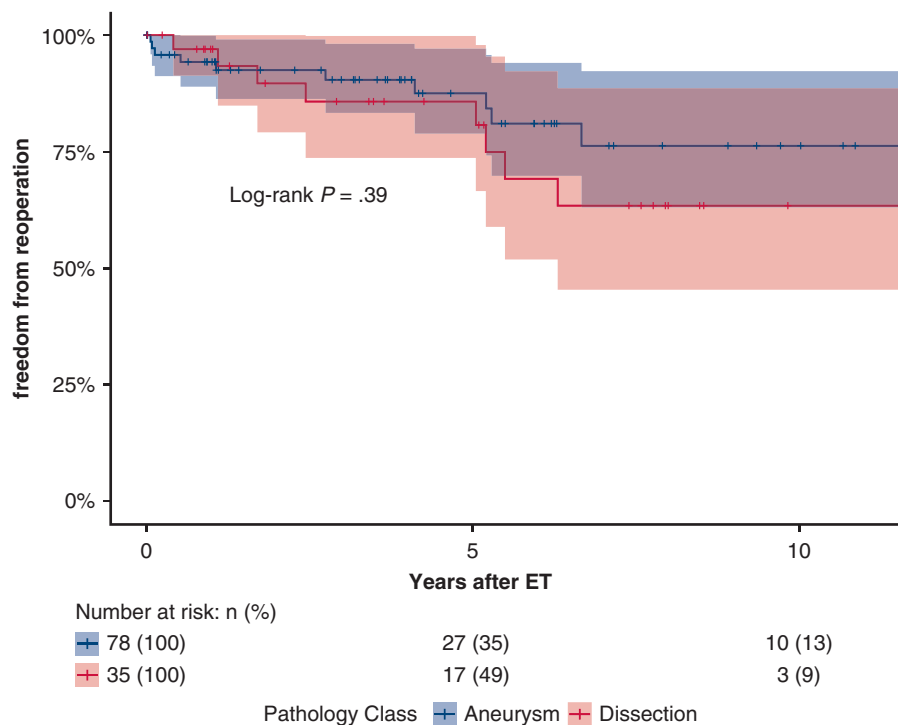 100%
75%
50%
25%
0%
freedom from reoperation
Log-rank P = .39
0 5 10
Years after ET
Number at risk: n (%)
78 (100) 27 (35) 10 (13)
35 (100) 17 (49) 3 (9)
Pathology Class Aneurysm Dissection